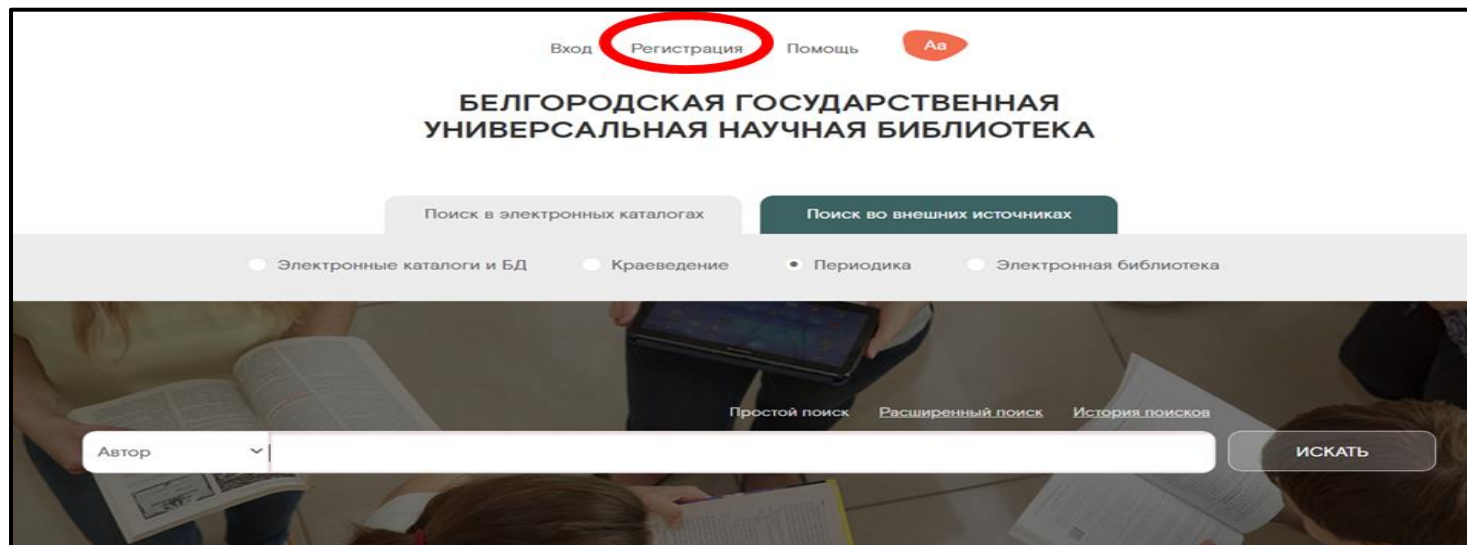 Вход Регистрация Помощь Аа
БЕЛГОРОДСКАЯ ГОСУДАРСТВЕННАЯ
УНИВЕРСАЛЬНАЯ НАУЧНАЯ БИБЛИОТЕКА
Поиск в электронных каталогах Поиск во внешних источниках
Электронные каталоги и БД Краеведение Периодика Электронная библиотека
Простой поиск Расширенный поиск История поисков
Автор ИСКАТЬ